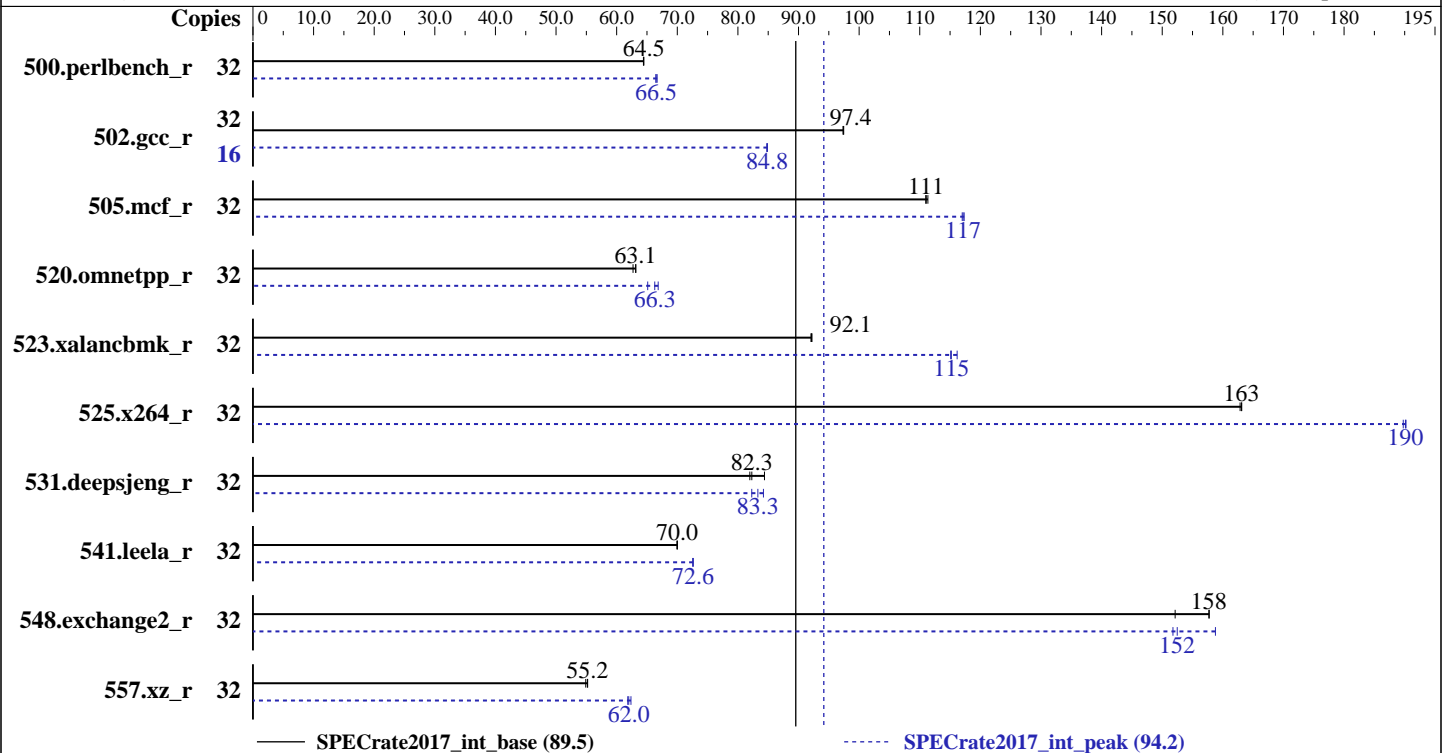 Copies 0 10.0 20.0 30.0 40.0 50.0 60.0 70.0 80.0 90.0 100 110 120 130 140 150 160 170 180 195
64.5
500.perlbench_r 32
66.5
32
97.4
502.gcc_r
16
84.8
111
505.mcf_r 32
117
63.1
520.omnetpp_r 32
66.3
92.1
523.xalancbmk_r 32
115
163
525.x264_r 32
190
82.3
531.deepsjeng_r 32
83.3
70.0
541.leela_r 32
72.6
158
548.exchange2_r 32
152
55.2
557.xz_r 32
62.0
SPECrate2017_int_base (89.5) SPECrate2017_int_peak (94.2)